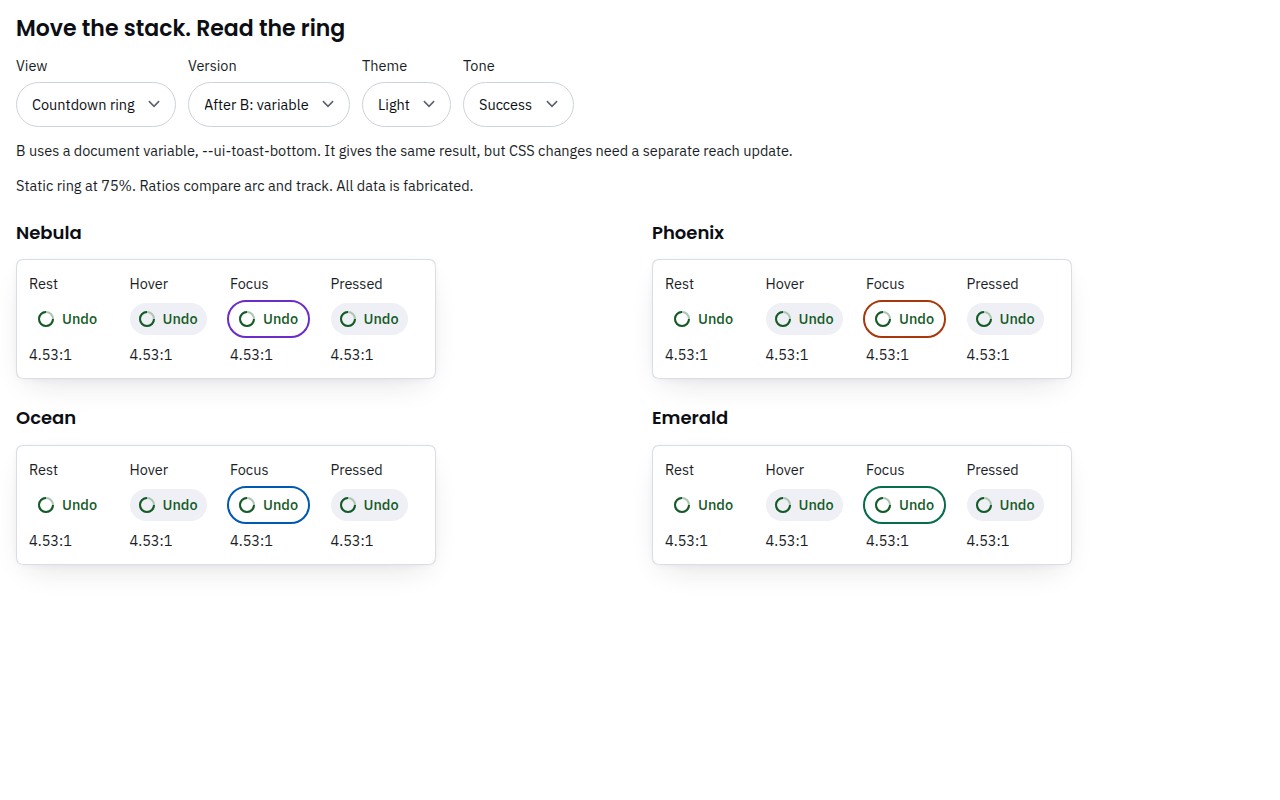 Move the stack. Read the ring
View Version Theme Tone
Countdown ring After B: variable Light Success
B uses a document variable, --ui-toast-bottom. It gives the same result, but CSS changes need a separate reach update.
Static ring at 75%. Ratios compare arc and track. All data is fabricated.
Nebula
Rest Hover Focus Pressed
Undo Undo Undo Undo
4.53:1 4.53:1 4.53:1 4.53:1
Phoenix
Rest Hover Focus Pressed
Undo Undo Undo Undo
4.53:1 4.53:1 4.53:1 4.53:1
Ocean
Rest Hover Focus Pressed
Undo Undo Undo Undo
4.53:1 4.53:1 4.53:1 4.53:1
Emerald
Rest Hover Focus Pressed
Undo Undo Undo Undo
4.53:1 4.53:1 4.53:1 4.53:1